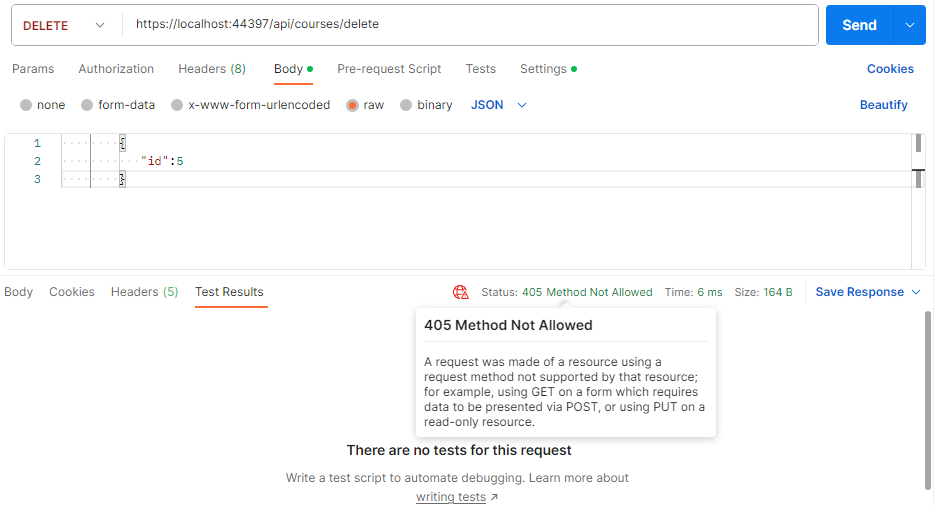 DELETE https://localhost:44397/api/courses/delete Send
Params Authorization Headers (8) Body Pre-request Script Tests Settings Cookies
none form-data x-www-form-urlencoded raw binary JSON Beautify
1 {
2 "id":5
3 }
Body Cookies Headers (5) Test Results Status: 405 Method Not Allowed Time: 6 ms Size: 164 B Save Response
405 Method Not Allowed
A request was made of a resource using a
request method not supported by that resource;
for example, using GET on a form which requires
data to be presented via POST, or using PUT on a
read-only resource.
There are no tests for this request
Write a test script to automate debugging. Learn more about
writing tests ↗